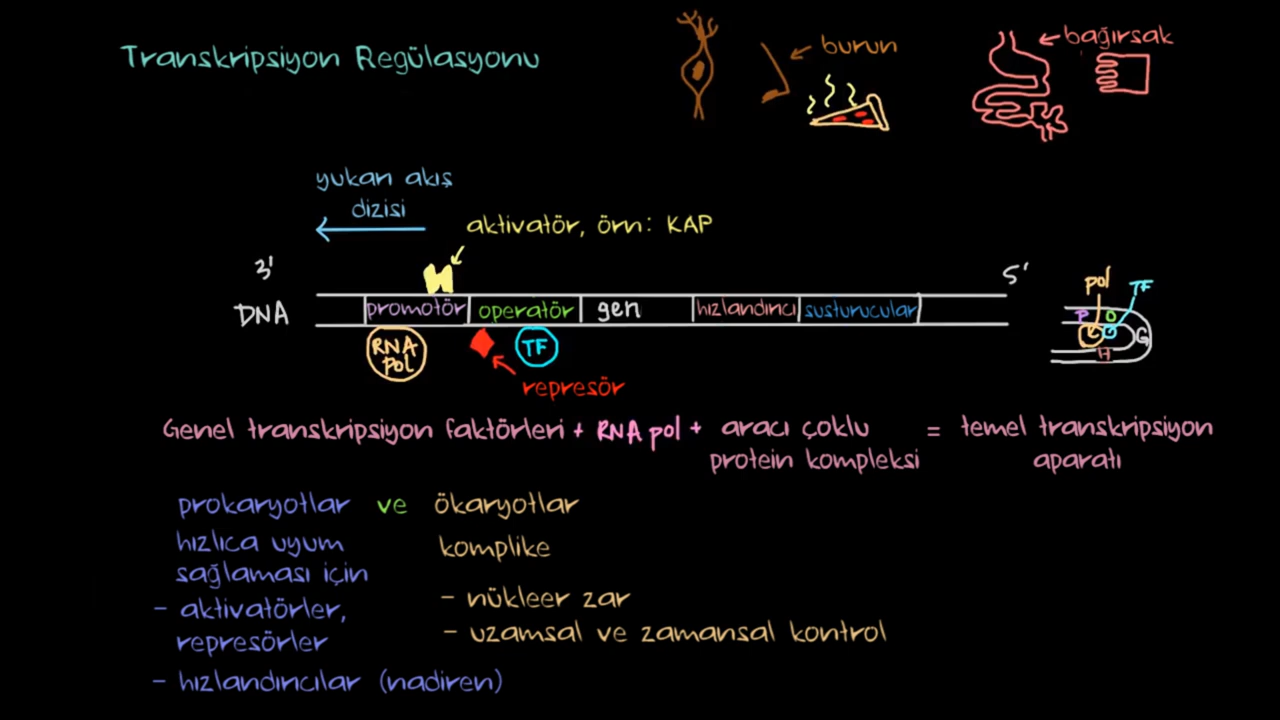 Transkripsiyon Regülasyonu
burun
bağırsak
yukarı akış
dizisi
aktivatör, örn: KAP
3'
5'
DNA
promotör
operatör
gen
hızlandırıcı
susturucular
RNA
pol
TF
represör
pol
TF
P
O
G
H
Genel transkripsiyon faktörleri + RNA pol + aracı çoklu = temel transkripsiyon
protein kompleksi
aparatı
prokaryotlar ve ökaryotlar
hızlıca uyum
sağlaması için
- aktivatörler,
represörler
- hızlandırıcılar (nadiren)
komplike
- nükleer zar
- uzamsal ve zamansal kontrol